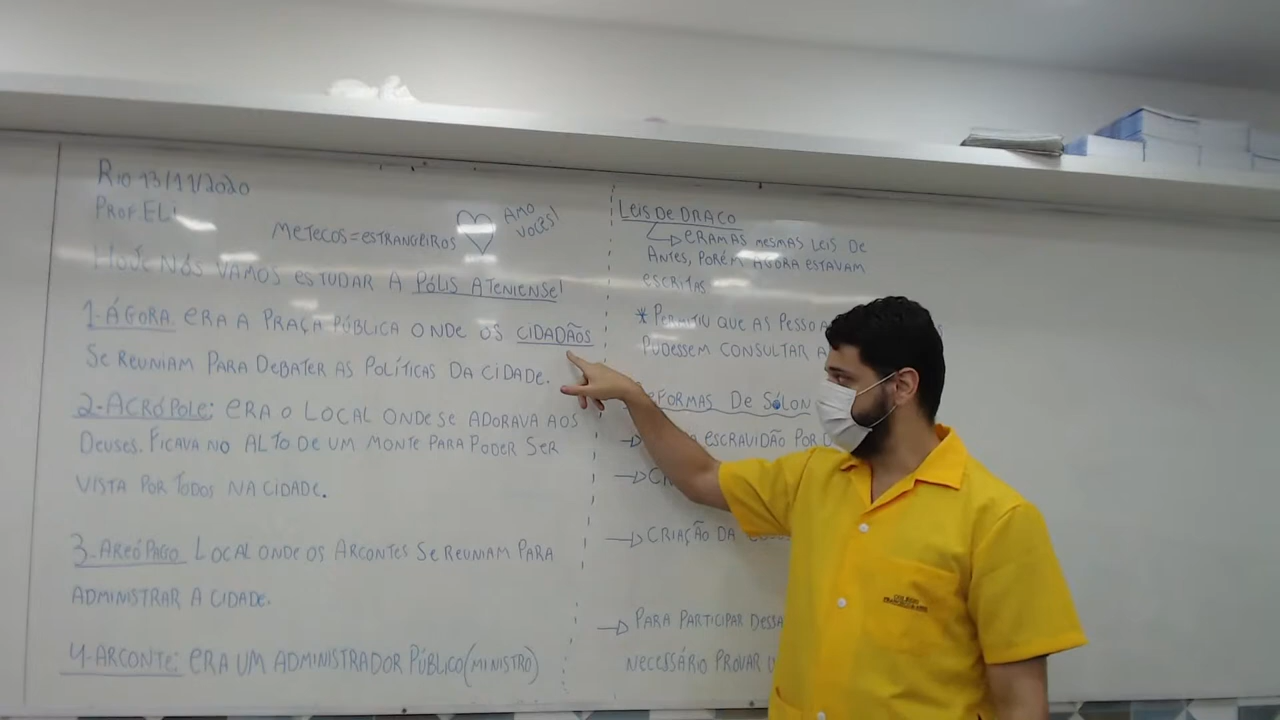 Rio 13/11/2020
Prof. Eli
METECOS = ESTRANGEIROS
AMO
VOCÊS!
HOJE NÓS VAMOS ESTUDAR A PÓLIS ATENIENSE!
1-ÁGORA: ERA A PRAÇA PÚBLICA ONDE OS CIDADÃOS
SE REUNIAM PARA DEBATER AS POLÍTICAS DA CIDADE.
2-ACRÓPOLE: ERA O LOCAL ONDE SE ADORAVA AOS
DEUSES. FICAVA NO ALTO DE UM MONTE PARA PODER SER
VISTA POR TODOS NA CIDADE.
3-AREÓPAGO LOCAL ONDE OS ARCONTES SE REUNIAM PARA
ADMINISTRAR A CIDADE.
4-ARCONTE: ERA UM ADMINISTRADOR PÚBLICO (MINISTRO)
LEIS DE DRACO
ERAM AS MESMAS LEIS DE
ANTES, PORÉM AGORA ESTAVAM
ESCRITAS
* PERMITIU QUE AS
PUDESSEM CONSULTAR
DE SÓLON
ESCRAVIDÃO POR
CRIAÇÃO DA
PARA PARTICIPAR
NECESSÁRIO PROVAR
COLÉGIO